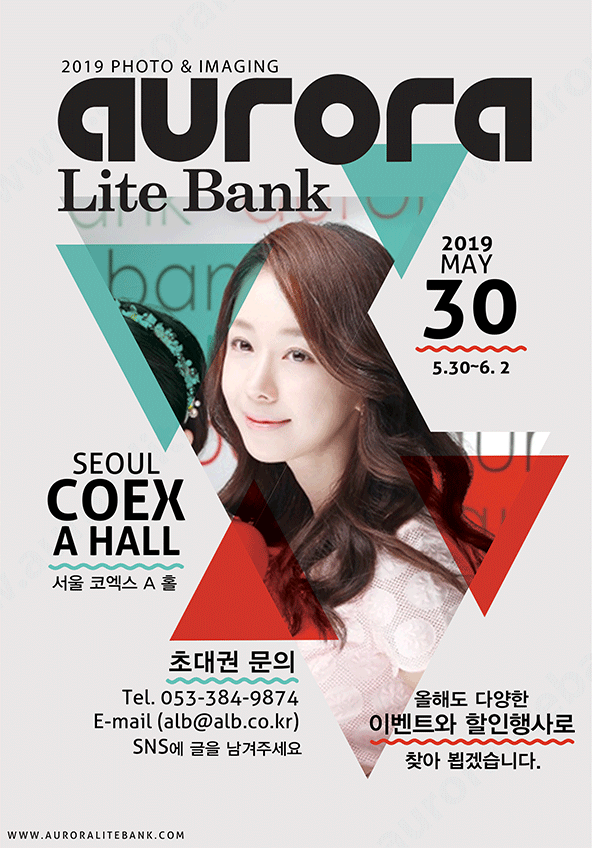 2019 PHOTO & IMAGING
aurora
Lite Bank
2019
MAY
30
5.30~6. 2
SEOUL
COEX
A HALL
서울 코엑스 A 홀
초대권 문의
Tel. 053-384-9874
E-mail (alb@alb.co.kr)
SNS에 글을 남겨주세요
올해도 다양한
이벤트와 할인행사로
찾아 뵙겠습니다.
WWW.AURORALITEBANK.COM